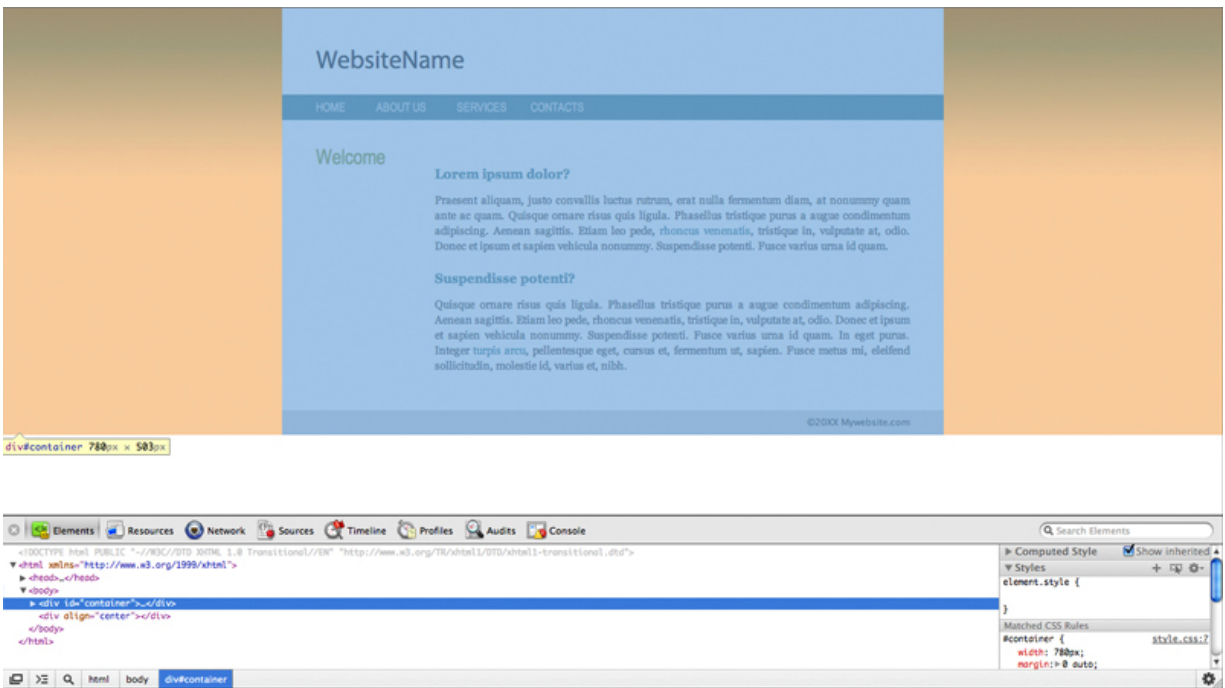 WebsiteName
HOME ABOUT US SERVICES CONTACTS
Welcome
Lorem ipsum dolor?
Praesent aliquam, justo convallis luctus rutrum, erat nulla fermentum diam, at nonummy quam
ante ac quam. Quisque ornare risus quis ligula. Phasellus tristique purus a augue condimentum
adipiscing. Aenean sagittis. Etiam leo pede, rhoncus venenatis, tristique in, vulputate at, odio.
Donec et ipsum et sapien vehicula nonummy. Suspendisse potenti. Fusce varius urna id quam.
Suspendisse potenti?
Quisque ornare risus quis ligula. Phasellus tristique purus a augue condimentum adipiscing.
Aenean sagittis. Etiam leo pede, rhoncus venenatis, tristique in, vulputate at, odio. Donec et ipsum
et sapien vehicula nonummy. Suspendisse potenti. Fusce varius urna id quam. In eget purus.
Integer turpis arcu, pellentesque eget, cursus et, fermentum ut, sapien. Fusce metus mi, eleifend
sollicitudin, molestie id, varius et, nibh.
©20XX Mywebsite.com
div#container 780px × 503px
Elements Resources Network Sources Timeline Profiles Audits Console Search Elements
<!DOCTYPE html PUBLIC "-//W3C//DTD XHTML 1.0 Transitional//EN" "http://www.w3.org/TR/xhtml1/DTD/xhtml1-transitional.dtd">
<html xmlns="http://www.w3.org/1999/xhtml">
<head>…</head>
<body>
<div id="container">…</div>
<div align="center"></div>
</body>
</html>
Computed Style Show inherited
Styles
element.style {
}
Matched CSS Rules
#container { style.css:7
width: 780px;
margin: 0 auto;
html body div#container